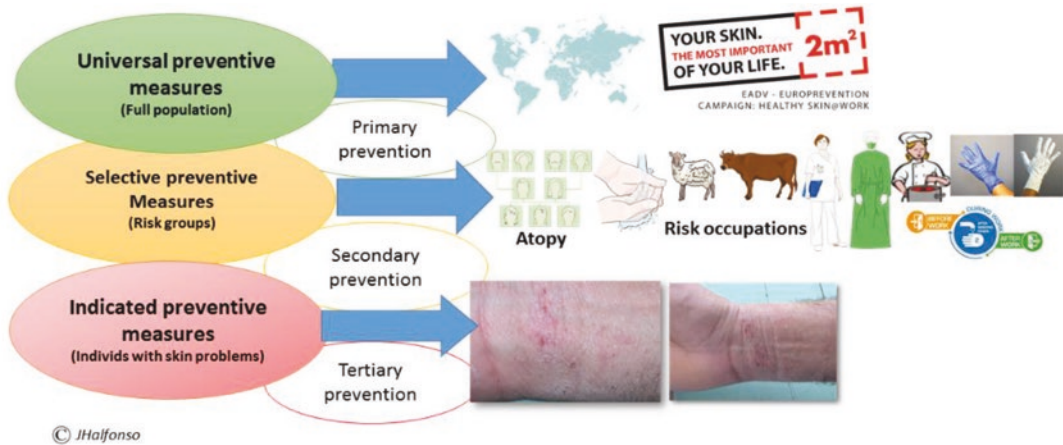 Universal preventive
measures
(Full population)
YOUR SKIN.
THE MOST IMPORTANT
OF YOUR LIFE.
2m²
EADV - EUROPREVENTION
CAMPAIGN: HEALTHY SKIN@WORK
Primary
prevention
Selective preventive
Measures
(Risk groups)
Atopy
Risk occupations
BEFORE
WORK
DURING WORK
AFTER
WORK
Secondary
prevention
Indicated preventive
measures
(Individs with skin problems)
Tertiary
prevention
© JHalfonso